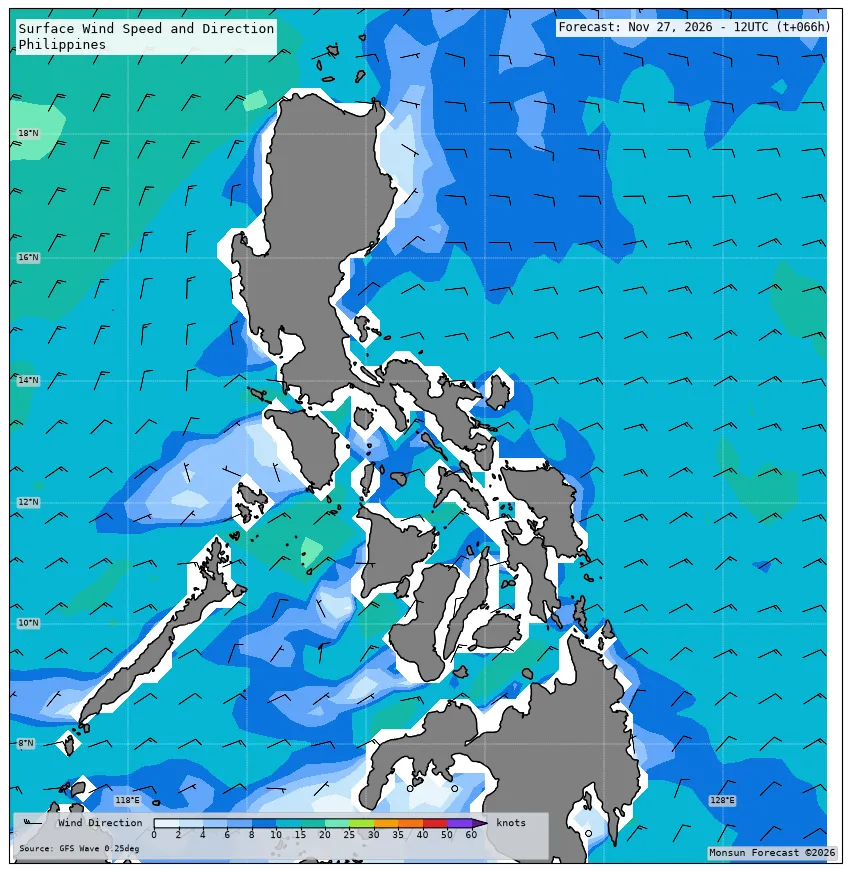 Surface Wind Speed and Direction
Philippines
Forecast: Nov 27, 2026 - 12UTC (t+066h)
18°N
16°N
14°N
12°N
10°N
8°N
118°E
128°E
Wind Direction
knots
0 2 4 6 8 10 15 20 25 30 35 40 50 60
Source: GFS Wave 0.25deg
Monsun Forecast ©2026